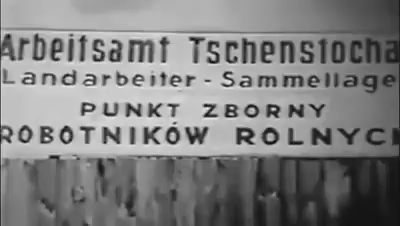 Arbeitsamt Tschenstocha
Landarbeiter - Sammellage
PUNKT ZBORNY
ROBOTNIKÓW ROLNYC